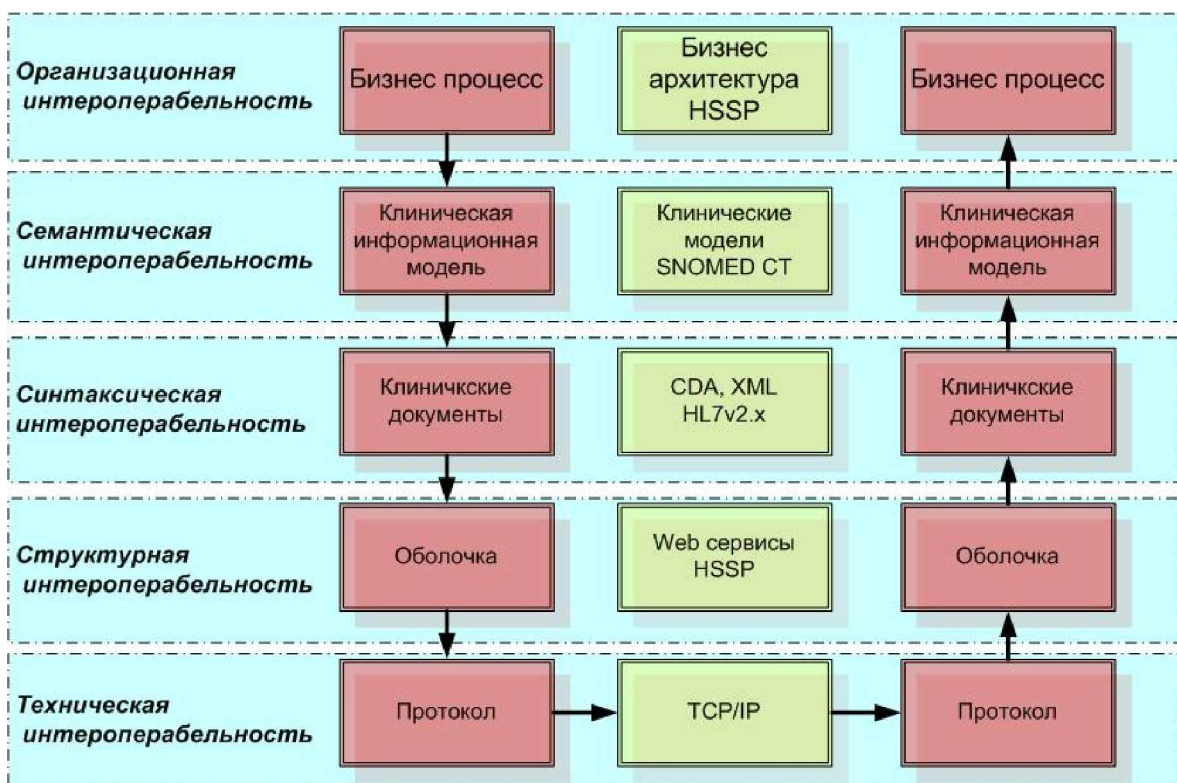 Организационная
интероперабельность
Бизнес процесс
Бизнес
архитектура
HSSP
Бизнес процесс
Семантическая
интероперабельность
Клиническая
информационная
модель
Клинические
модели
SNOMED CT
Клиническая
информационная
модель
Синтаксическая
интероперабельность
Клиничкские
документы
CDA, XML
HL7v2.x
Клиничкские
документы
Структурная
интероперабельность
Оболочка
Web сервисы
HSSP
Оболочка
Техническая
интероперабельность
Протокол
TCP/IP
Протокол